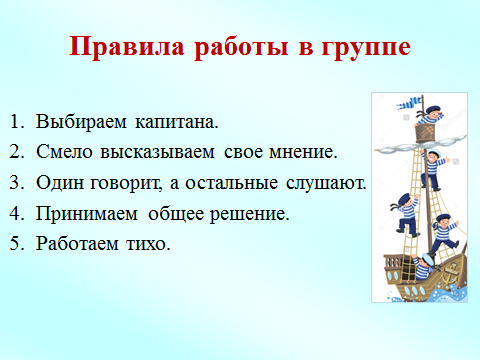 Правила работы в группе
1. Выбираем капитана.
2. Смело высказываем свое мнение.
3. Один говорит, а остальные слушают.
4. Принимаем общее решение.
5. Работаем тихо.